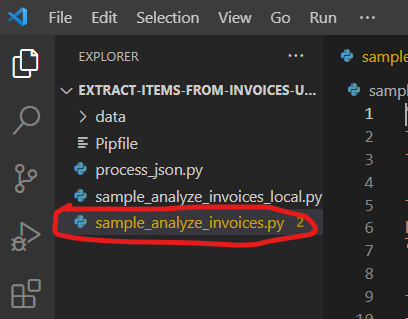 File Edit Selection View Go Run ...
EXPLORER ...
EXTRACT-ITEMS-FROM-INVOICES-U...
data
Pipfile
process_json.py
sample_analyze_invoices_local.py
sample_analyze_invoices.py 2
sample
sampl
1
2
3
4
5
6
7
8
9